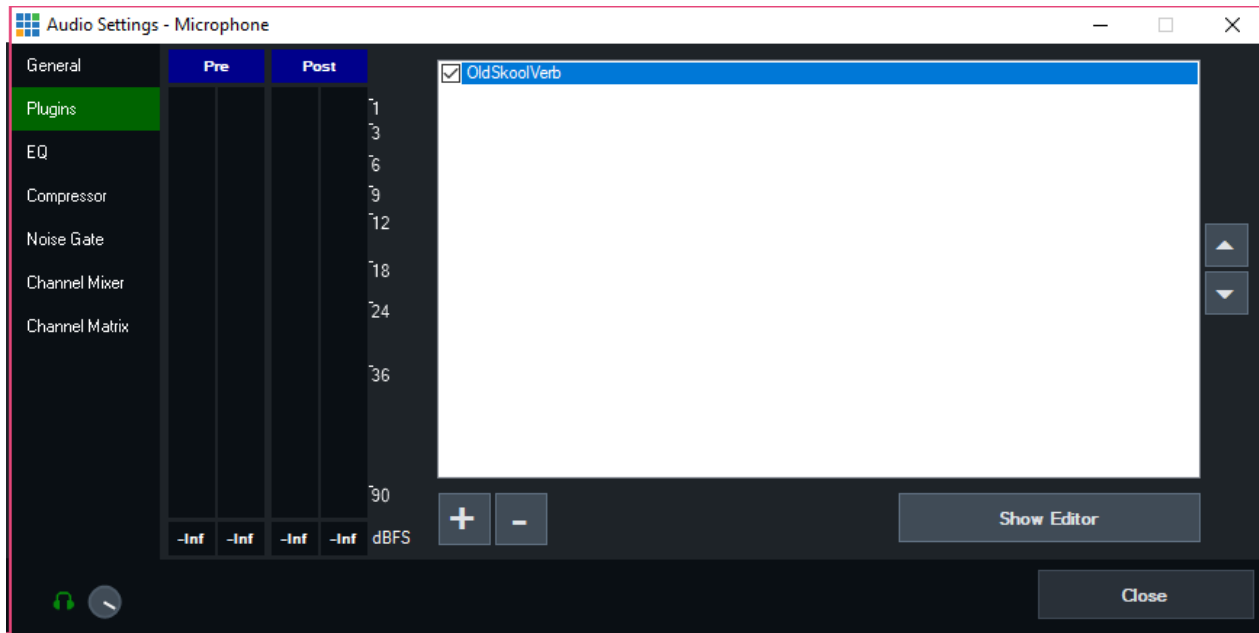 Audio Settings - Microphone
General
Plugins
EQ
Compressor
Noise Gate
Channel Mixer
Channel Matrix
Pre Post
1
3
6
9
12
18
24
36
90
-Inf -Inf -Inf -Inf dBFS
OldSkoolVerb
+ -
Show Editor
Close